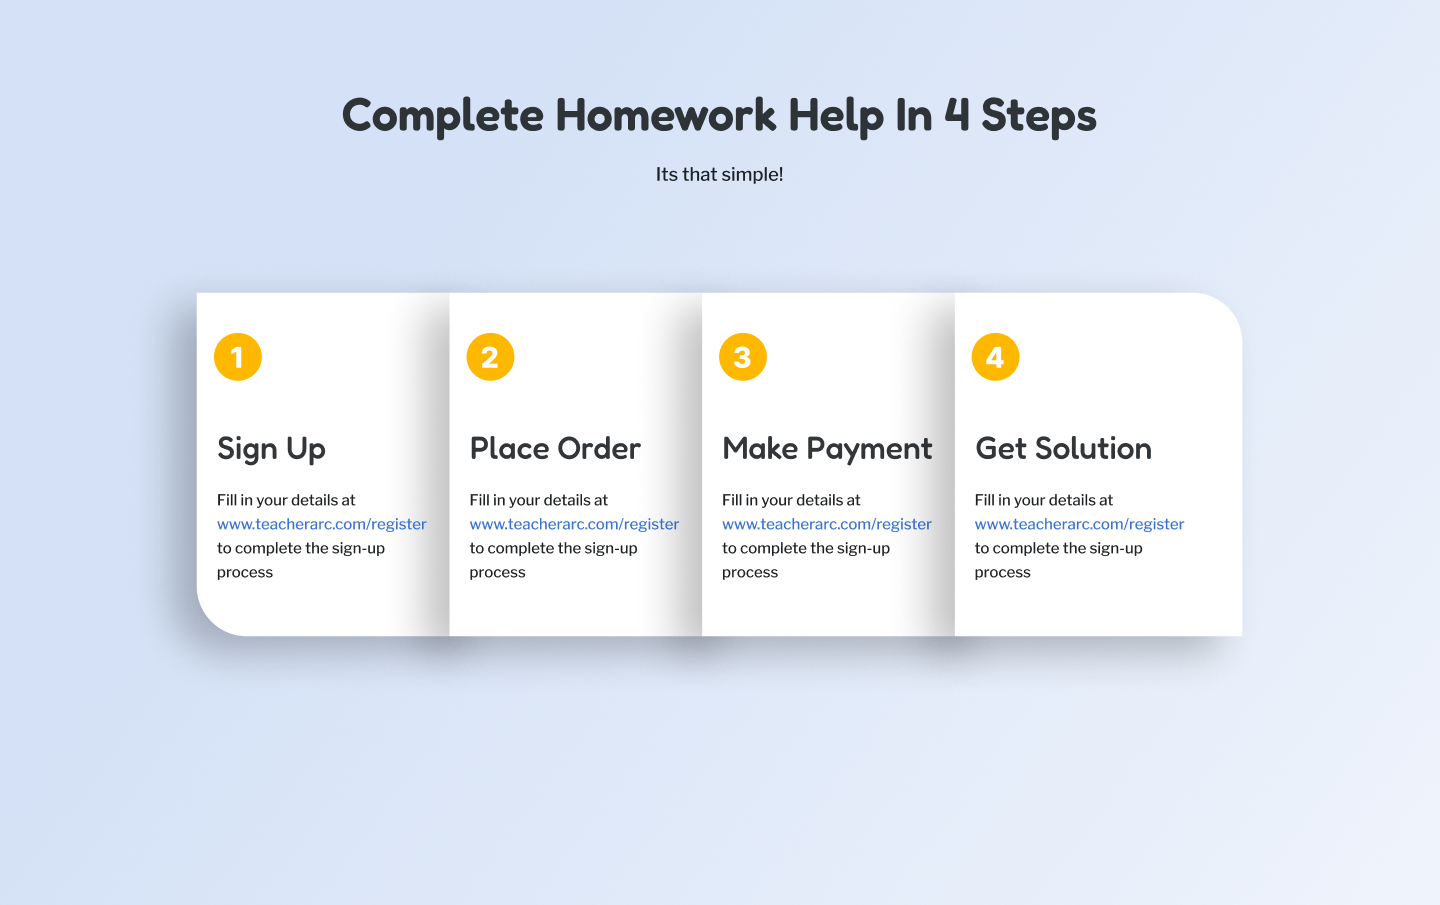 Complete Homework Help In 4 Steps
Its that simple!
1
Sign Up
Fill in your details at
www.teacherarc.com/register
to complete the sign-up
process
2
Place Order
Fill in your details at
www.teacherarc.com/register
to complete the sign-up
process
3
Make Payment
Fill in your details at
www.teacherarc.com/register
to complete the sign-up
process
4
Get Solution
Fill in your details at
www.teacherarc.com/register
to complete the sign-up
process